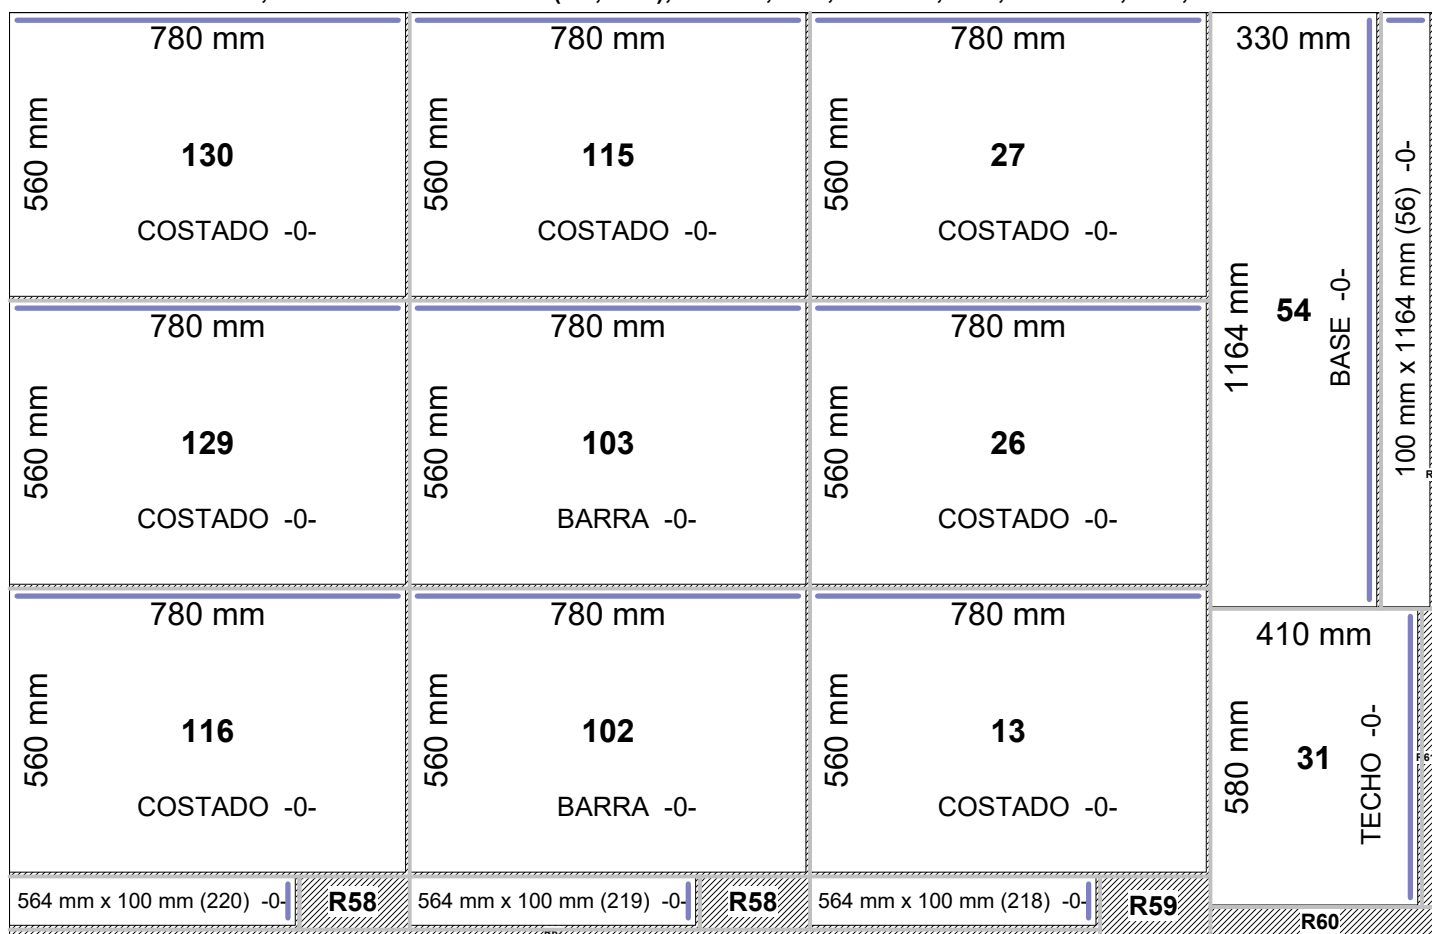 780 mm
560 mm
130
COSTADO -0-
780 mm
560 mm
115
COSTADO -0-
780 mm
560 mm
27
COSTADO -0-
330 mm
1164 mm
54
BASE -0-
100 mm x 1164 mm (56) -0-
780 mm
560 mm
129
COSTADO -0-
780 mm
560 mm
103
BARRA -0-
780 mm
560 mm
26
COSTADO -0-
780 mm
560 mm
116
COSTADO -0-
780 mm
560 mm
102
BARRA -0-
780 mm
560 mm
13
COSTADO -0-
410 mm
580 mm
31
TECHO -0-
564 mm x 100 mm (220) -0-
R58
564 mm x 100 mm (219) -0-
R58
564 mm x 100 mm (218) -0-
R59
R60